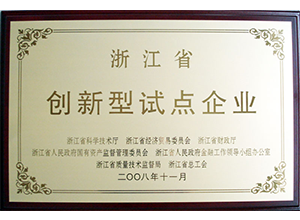 浙江省
创新型试点企业
浙江省科学技术厅 浙江省经济贸易委员会 浙江省财政厅
浙江省人民政府国有资产监督管理委员会 浙江省人民政府金融工作领导小组办公室
浙江省质量技术监督局 浙江省总工会
二〇〇八年十一月